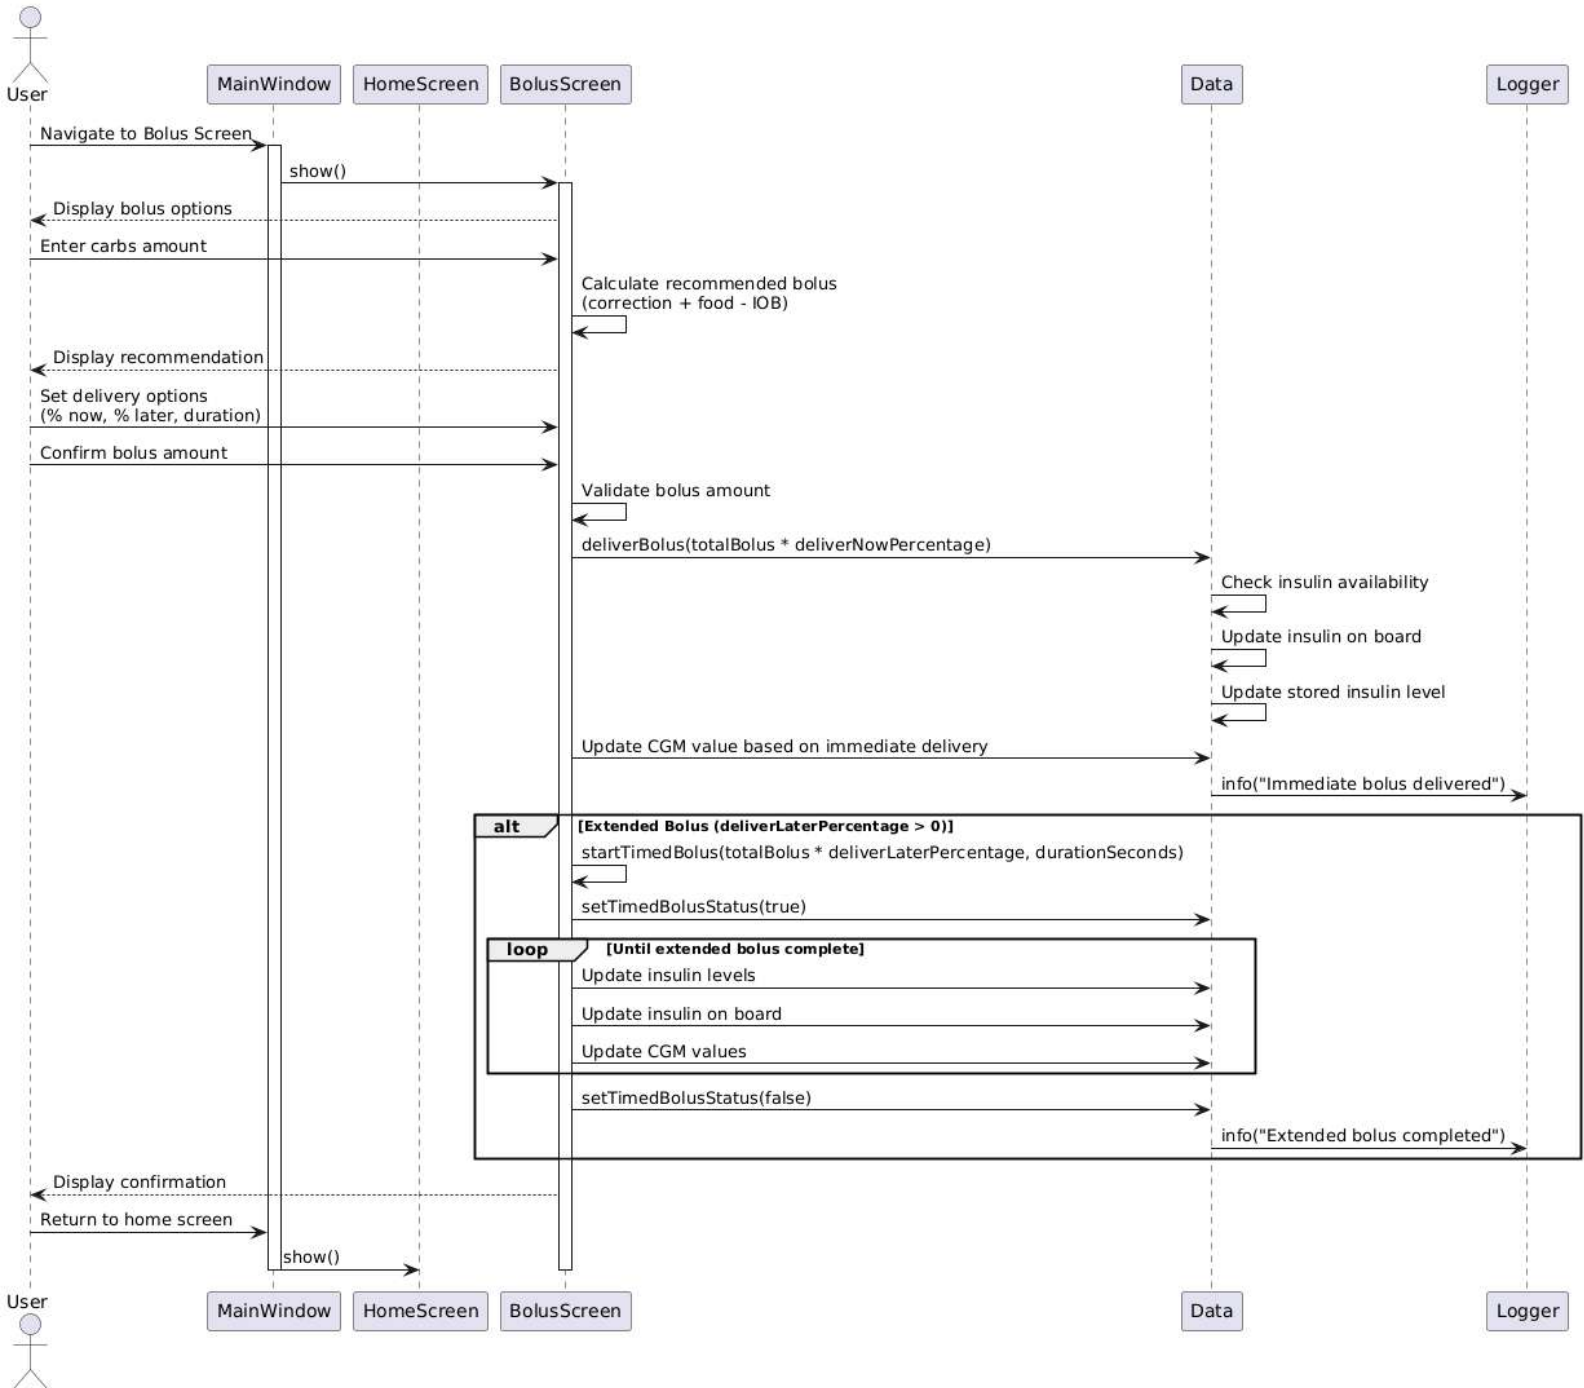 User
MainWindow
HomeScreen
BolusScreen
Data
Logger
Navigate to Bolus Screen
show()
Display bolus options
Enter carbs amount
Calculate recommended bolus
(correction + food - IOB)
Display recommendation
Set delivery options
(% now, % later, duration)
Confirm bolus amount
Validate bolus amount
deliverBolus(totalBolus * deliverNowPercentage)
Check insulin availability
Update insulin on board
Update stored insulin level
Update CGM value based on immediate delivery
info("Immediate bolus delivered")
alt
[Extended Bolus (deliverLaterPercentage > 0)]
startTimedBolus(totalBolus * deliverLaterPercentage, durationSeconds)
setTimedBolusStatus(true)
loop
[Until extended bolus complete]
Update insulin levels
Update insulin on board
Update CGM values
setTimedBolusStatus(false)
info("Extended bolus completed")
Display confirmation
Return to home screen
show()
User
MainWindow
HomeScreen
BolusScreen
Data
Logger